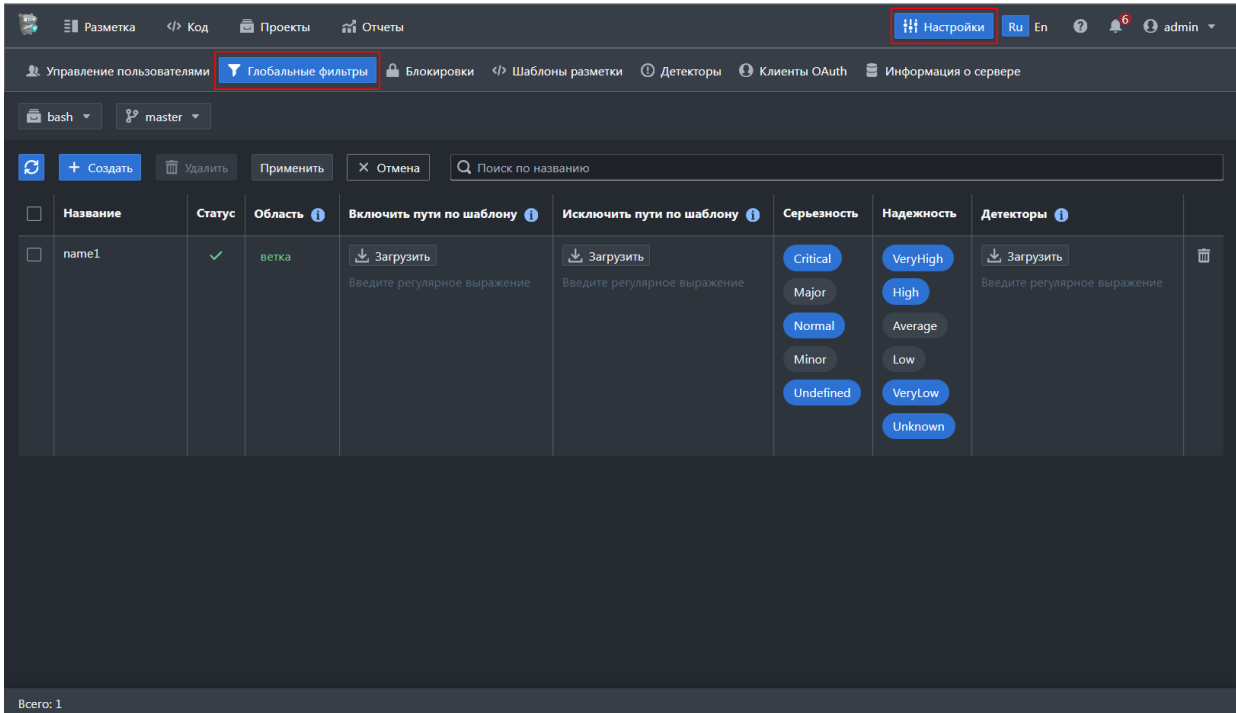 Разметка Код Проекты Отчеты Настройки Ru En 6 admin
Управление пользователями Глобальные фильтры Блокировки Шаблоны разметки Детекторы Клиенты OAuth Информация о сервере
bash master
Создать Удалить Применить Отмена Поиск по названию
Название Статус Область Включить пути по шаблону Исключить пути по шаблону Серьезность Надежность Детекторы
name1 ветка Загрузить Загрузить Critical VeryHigh Загрузить
Введите регулярное выражение Введите регулярное выражение Major High Введите регулярное выражение
Normal Average
Minor Low
Undefined VeryLow
Unknown
Всего: 1